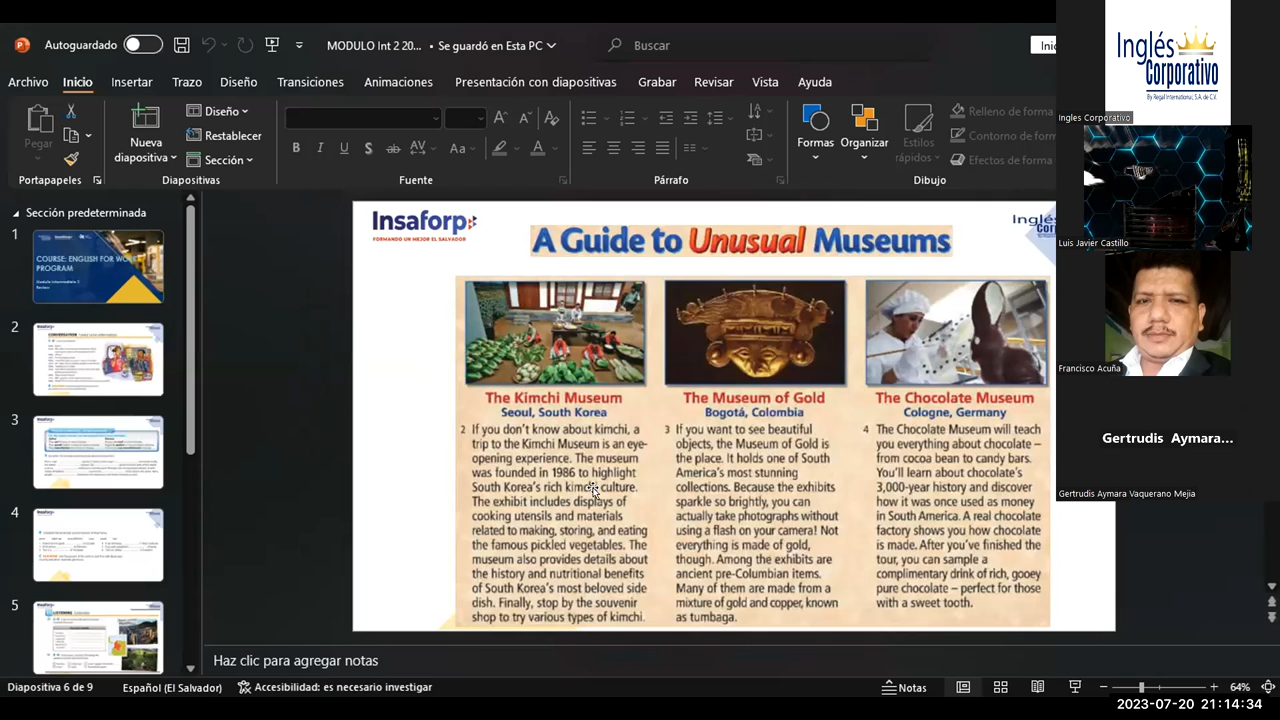 Autoguardado
MODULO Int 2 20... • Se guardó en Esta PC
Buscar
Archivo Inicio Insertar Trazo Diseño Transiciones Animaciones Presentación con diapositivas Grabar Revisar Vista Ayuda
Pegar
Nueva diapositiva
Diseño
Restablecer
Sección
Formas
Organizar
Estilos rápidos
Relleno de forma
Contorno de forma
Efectos de forma
Portapapeles
Diapositivas
Fuente
Párrafo
Dibujo
Sección predeterminada
1
2
3
4
5
Insaforp
FORMANDO UN MEJOR EL SALVADOR
A Guide to Unusual Museums
The Kimchi Museum
Seoul, South Korea
2 If you don't know about kimchi, a
trip to the Kimchi Museum is an eye-
opening experience. The museum
was founded in 1986 to highlight
South Korea's rich kimchi culture.
The exhibit includes displays of
cooking utensils and materials
related to making, storing, and eating
the famous pickled vegetables. The
museum also provides details about
the history and nutritional benefits
of South Korea's most beloved side
dish. Finally, stop by the souvenir
shop to try various types of kimchi.
The Museum of Gold
Bogotá, Colombia
3 If you want to see beautiful
objects, the Museum of Gold is
the place. It holds one of South
America's most stunning
collections. Because the exhibits
sparkle so brightly, you can
actually take photographs without
using a flash on your camera! Not
everything is made of gold,
though. Among the exhibits are
ancient pre-Columbian items.
Many of them are made from a
mixture of gold and copper, known
as tumbaga.
The Chocolate Museum
Cologne, Germany
4 The Chocolate Museum will teach
you everything about chocolate –
from cocoa bean to candy bars.
You'll learn about chocolate's
3,000-year history and discover
how it was once used as money
in South America. A real chocolate
factory shows you how chocolate
is made. After you've finished the
tour, you can sample a
complimentary drink of rich, gooey
pure chocolate – perfect for those
with a sweet tooth.
Inglés
Corporativo
By Regal International, S.A. de C.V.
Ingles Corporativo
Luis Javier Castillo
Francisco Acuña
Gertrudis Aymara...
Gertrudis Aymara Vaquerano Mejia
para agregar notas
Diapositiva 6 de 9
Español (El Salvador)
Accesibilidad: es necesario investigar
Notas
64%
2023-07-20 21:14:34